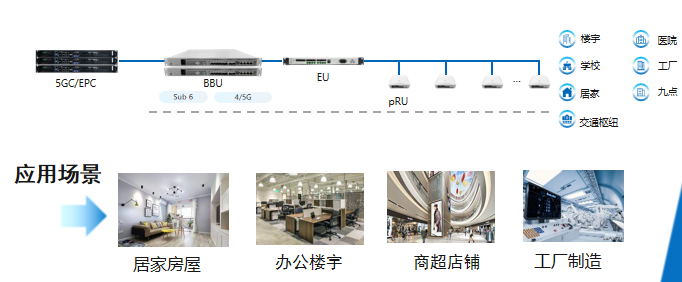 5GC/EPC
BBU
Sub 6
4/5G
EU
pRU
...
楼宇
医院
学校
工厂
居家
九点
交通枢纽
应用场景
居家房屋
办公楼宇
商超店铺
工厂制造